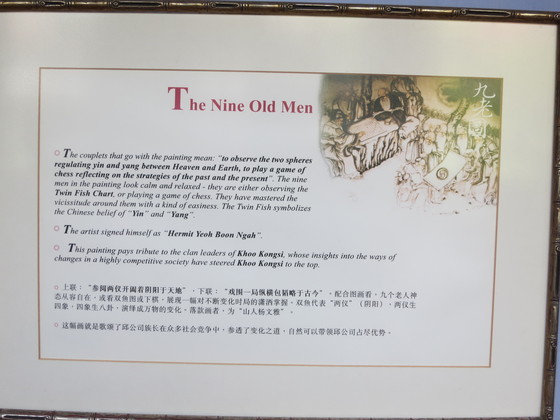 The Nine Old Men
九老图
The couplets that go with the painting mean: "to observe the two spheres
regulating yin and yang between Heaven and Earth, to play a game of
chess reflecting on the strategies of the past and the present". The nine
men in the painting look calm and relaxed - they are either observing the
Twin Fish Chart, or playing a game of chess. They have mastered the
vicissitude around them with a kind of easiness. The Twin Fish symbolizes
the Chinese belief of "Yin" and "Yang".
The artist signed himself as "Hermit Yeoh Boon Ngah".
This painting pays tribute to the clan leaders of Khoo Kongsi, whose insights into the ways of
changes in a highly competitive society have steered Khoo Kongsi to the top.
上联："参阅两仪开阖看阴阳于天地"，下联："戏围一局纵横包韬略于古今"。配合图画看，九个老人神
态从容自在，或看双鱼图或下棋，展现一幅对不断变化时局的潇洒掌握。双鱼代表"两仪"（阴阳），两仪生
四象，四象生八卦，演绎成万物的变化。落款画者，为"山人杨文雅"。
这幅画就是歌颂了邱公司族长在众多社会竞争中，参透了变化之道，自然可以带领邱公司占尽优势。